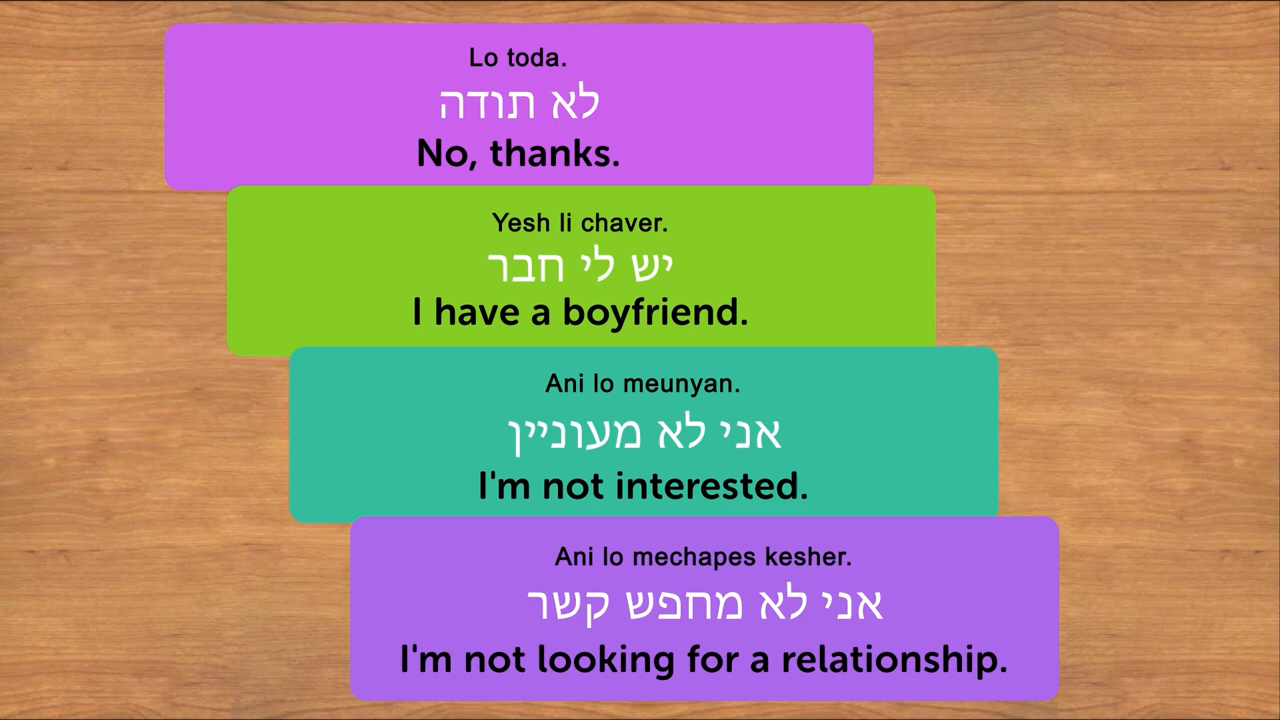 Lo toda.
לא תודה
No, thanks.
Yesh li chaver.
יש לי חבר
I have a boyfriend.
Ani lo meunyan.
אני לא מעוניין
I'm not interested.
Ani lo mechapes kesher.
אני לא מחפש קשר
I'm not looking for a relationship.